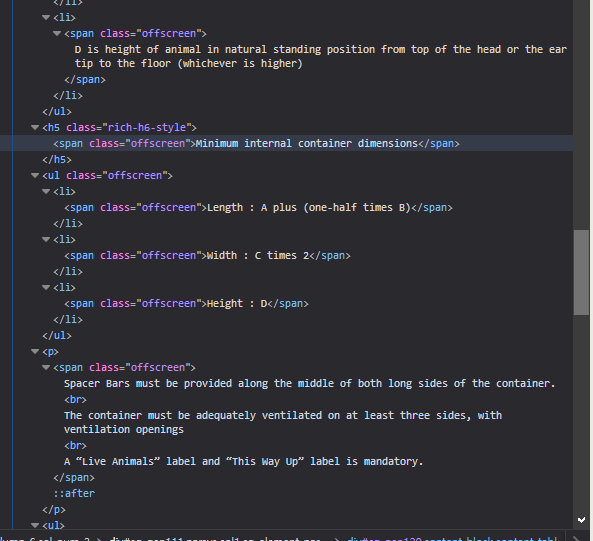 </li>
<li>
<span class="offscreen">
D is height of animal in natural standing position from top of the head or the ear
tip to the floor (whichever is higher)
</span>
</li>
</ul>
<h5 class="rich-h6-style">
<span class="offscreen">Minimum internal container dimensions</span>
</h5>
<ul class="offscreen">
<li>
<span class="offscreen">Length : A plus (one-half times B)</span>
</li>
<li>
<span class="offscreen">Width : C times 2</span>
</li>
<li>
<span class="offscreen">Height : D</span>
</li>
</ul>
<p>
<span class="offscreen">
Spacer Bars must be provided along the middle of both long sides of the container.
<br>
The container must be adequately ventilated on at least three sides, with
ventilation openings
<br>
A “Live Animals” label and “This Way Up” label is mandatory.
</span>
::after
</p>
<ul>